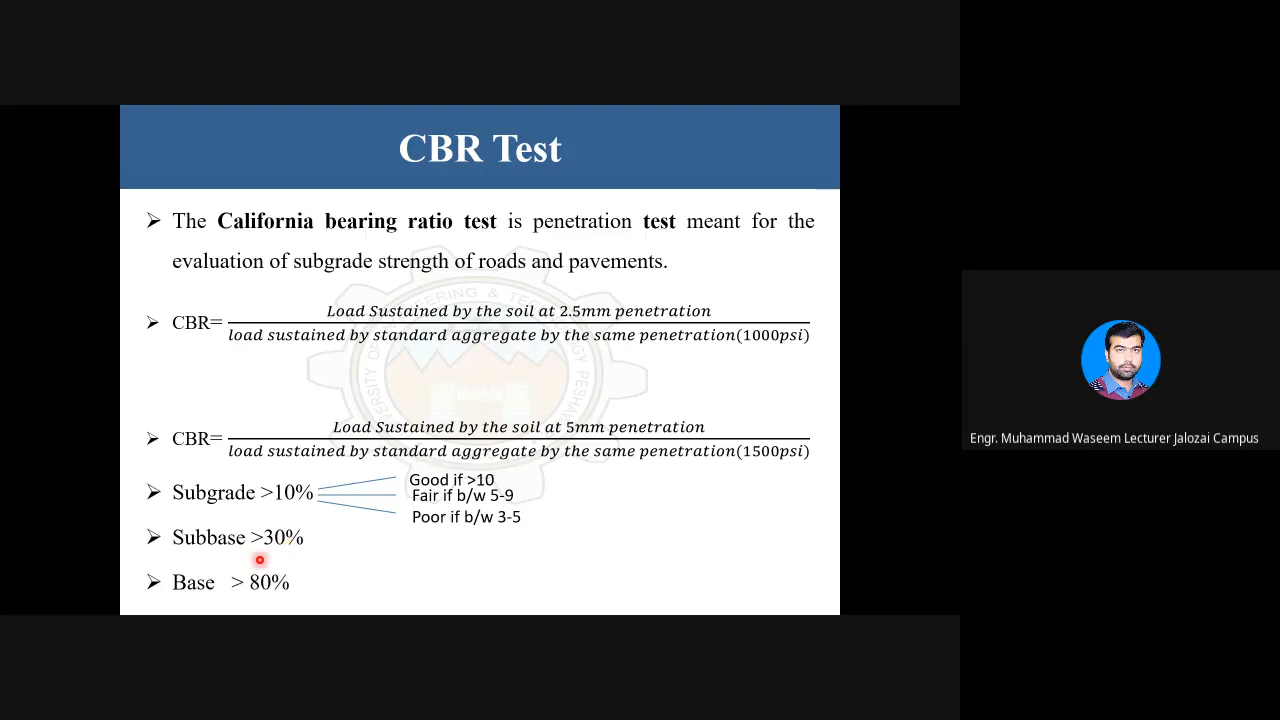 CBR Test
➢ The California bearing ratio test is penetration test meant for the
evaluation of subgrade strength of roads and pavements.
➢ CBR= Load Sustained by the soil at 2.5mm penetration
load sustained by standard aggregate by the same penetration(1000psi)
➢ CBR= Load Sustained by the soil at 5mm penetration
load sustained by standard aggregate by the same penetration(1500psi)
➢ Subgrade >10%
Good if >10
Fair if b/w 5-9
Poor if b/w 3-5
➢ Subbase >30%
➢ Base > 80%
Engr. Muhammad Waseem Lecturer Jalozai Campus